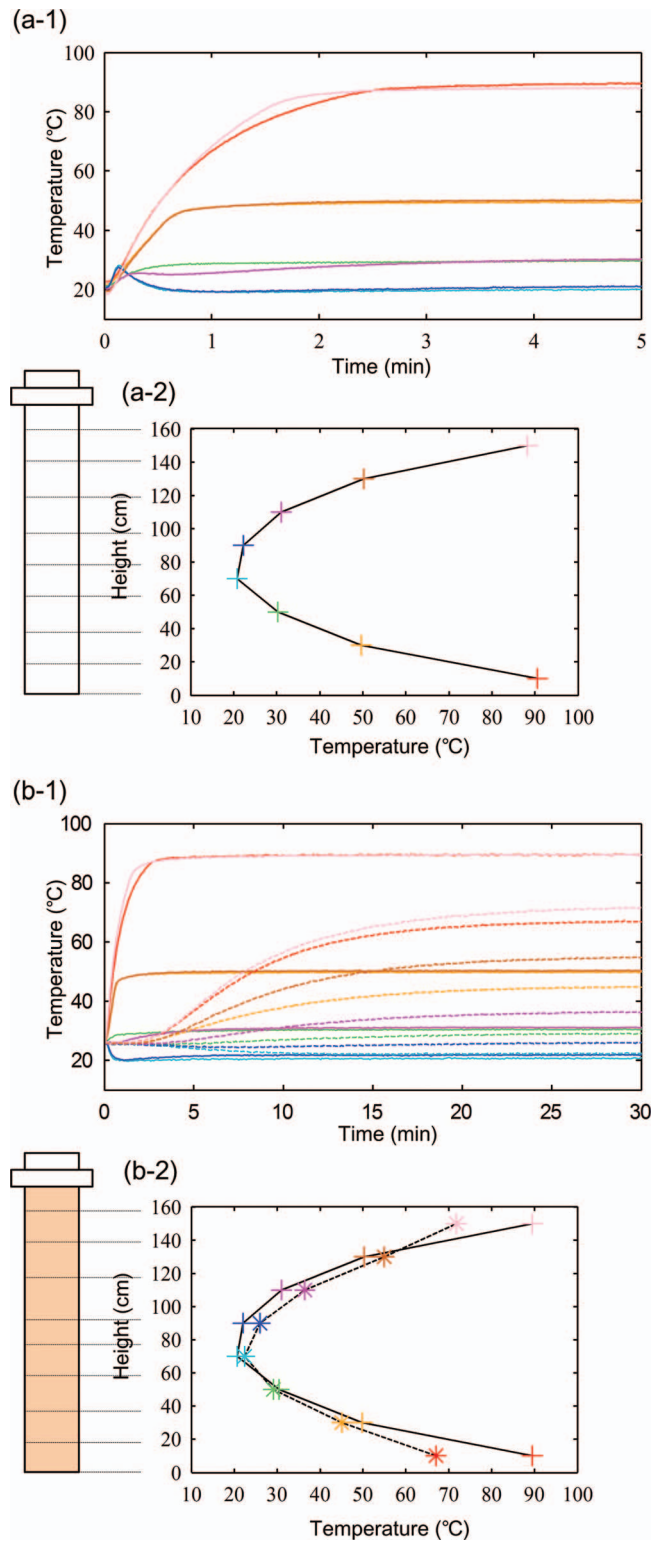 (a-1)
100
80
60
40
20
Temperature (℃)
0 1 2 3 4 5
Time (min)
(a-2)
160
140
120
100
80
60
40
20
0
Height (cm)
10 20 30 40 50 60 70 80 90 100
Temperature (℃)
(b-1)
100
80
60
40
20
Temperature (℃)
0 5 10 15 20 25 30
Time (min)
(b-2)
160
140
120
100
80
60
40
20
0
Height (cm)
10 20 30 40 50 60 70 80 90 100
Temperature (℃)